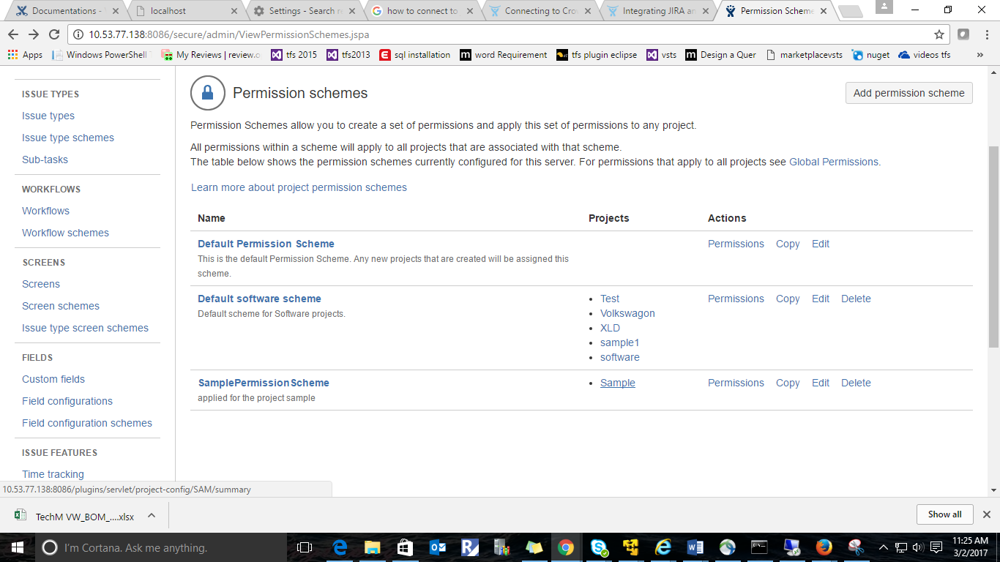 Documentations -
localhost
Settings - Search re
how to connect to
Connecting to Cro
Integrating JIRA an
Permission Scheme
10.53.77.138:8086/secure/admin/ViewPermissionSchemes.jspa
Apps
Windows PowerShell
My Reviews | review.o
tfs 2015
tfs2013
sql installation
word Requirement
tfs plugin eclipse
vsts
Design a Quer
marketplacevsts
nuget
videos tfs
»
ISSUE TYPES
Issue types
Issue type schemes
Sub-tasks
WORKFLOWS
Workflows
Workflow schemes
SCREENS
Screens
Screen schemes
Issue type screen schemes
FIELDS
Custom fields
Field configurations
Field configuration schemes
ISSUE FEATURES
Time tracking
Permission schemes
Add permission scheme
Permission Schemes allow you to create a set of permissions and apply this set of permissions to any project.
All permissions within a scheme will apply to all projects that are associated with that scheme.
The table below shows the permission schemes currently configured for this server. For permissions that apply to all projects see Global Permissions.
Learn more about project permission schemes
Name Projects Actions
Default Permission Scheme Permissions Copy Edit
This is the default Permission Scheme. Any new projects that are created will be assigned this
scheme.
Default software scheme • Test Permissions Copy Edit Delete
Default scheme for Software projects. • Volkswagon
• XLD
• sample1
• software
SamplePermissionScheme • Sample Permissions Copy Edit Delete
applied for the project sample
10.53.77.138:8086/plugins/servlet/project-config/SAM/summary
TechM VW_BOM_....xlsx
Show all
I'm Cortana. Ask me anything.
11:25 AM
3/2/2017